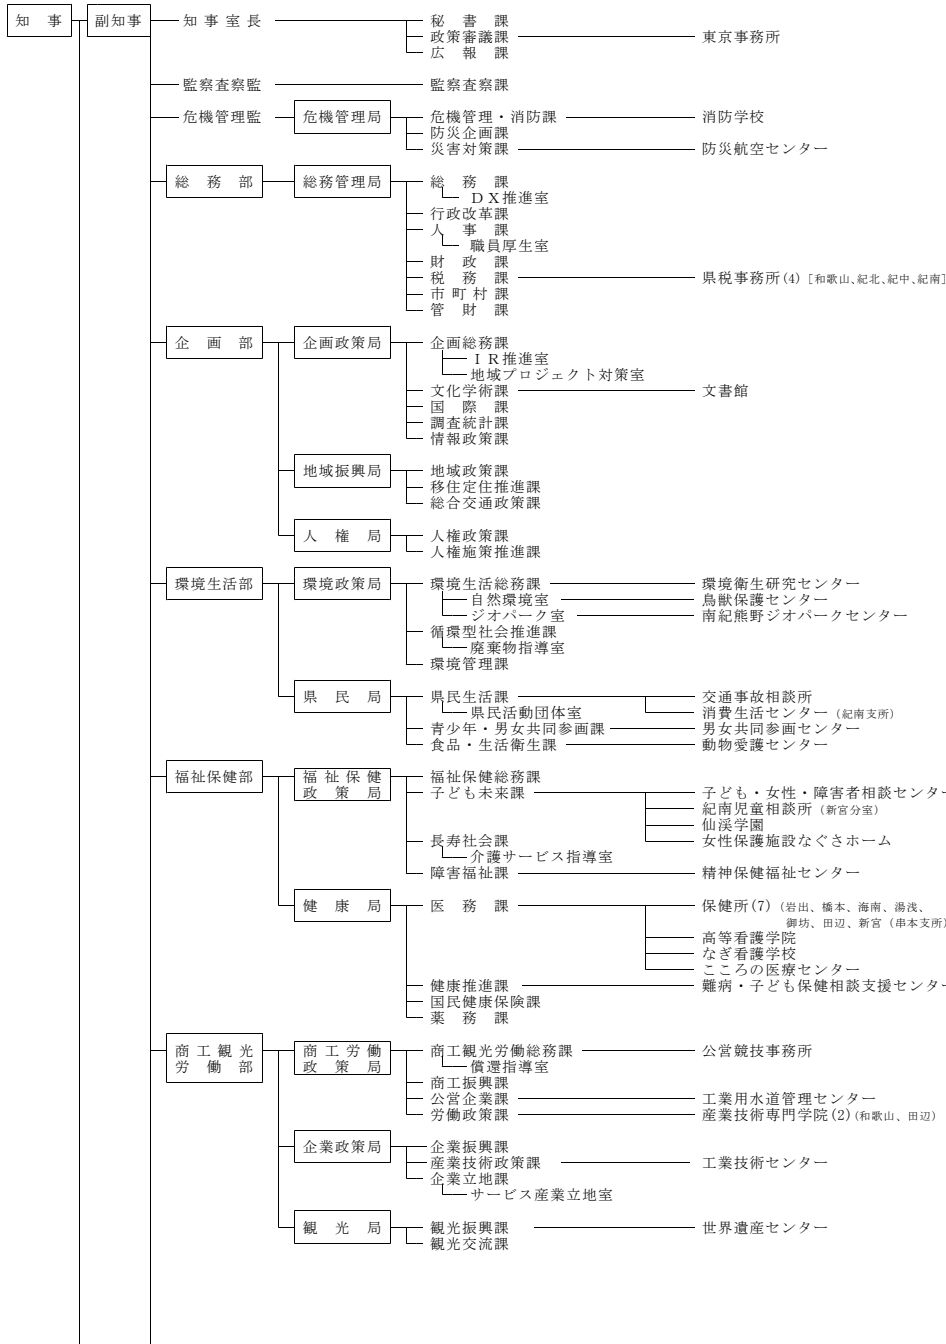 知事 副知事 知事室長 秘書課
政策審議課 東京事務所
広報課
監察査察監 監察査察課
危機管理監 危機管理局 危機管理・消防課 消防学校
防災企画課
災害対策課 防災航空センター
総務部 総務管理局 総務課
DX推進室
行政改革課
人事課
職員厚生室
財政課
税務課 県税事務所(4)［和歌山、紀北、紀中、紀南］
市町村課
管財課
企画部 企画政策局 企画総務課
IR推進室
地域プロジェクト対策室
文化学術課 文書館
国際課
調査統計課
情報政策課
地域振興局 地域政策課
移住定住推進課
総合交通政策課
人権局 人権政策課
人権施策推進課
環境生活部 環境政策局 環境生活総務課 環境衛生研究センター
自然環境室 鳥獣保護センター
ジオパーク室 南紀熊野ジオパークセンター
循環型社会推進課
廃棄物指導室
環境管理課
県民局 県民生活課 交通事故相談所
県民活動団体室 消費生活センター（紀南支所）
青少年・男女共同参画課 男女共同参画センター
食品・生活衛生課 動物愛護センター
福祉保健部 福祉保健政策局 福祉保健総務課
子ども未来課 子ども・女性・障害者相談センター
紀南児童相談所（新宮分室）
仙渓学園
長寿社会課 女性保護施設なぐさホーム
介護サービス指導室
障害福祉課 精神保健福祉センター
健康局 医務課 保健所(7)（岩出、橋本、海南、湯浅、
御坊、田辺、新宮（串本支所）
高等看護学院
なぎ看護学校
こころの医療センター
健康推進課 難病・子ども保健相談支援センター
国民健康保険課
薬務課
商工観光労働部 商工労働政策局 商工観光労働総務課 公営競技事務所
償還指導室
商工振興課
公営企業課 工業用水道管理センター
労働政策課 産業技術専門学院(2)（和歌山、田辺）
企業政策局 企業振興課
産業技術政策課 工業技術センター
企業立地課
サービス産業立地室
観光局 観光振興課 世界遺産センター
観光交流課